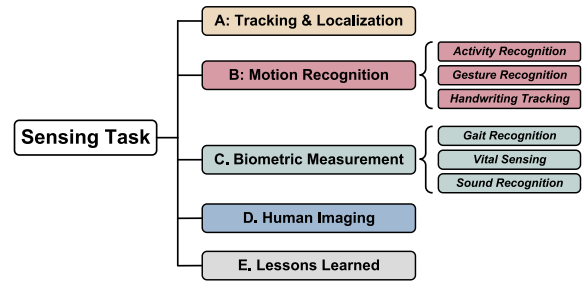 Sensing Task
A: Tracking & Localization
B: Motion Recognition
Activity Recognition
Gesture Recognition
Handwriting Tracking
C. Biometric Measurement
Gait Recognition
Vital Sensing
Sound Recognition
D. Human Imaging
E. Lessons Learned